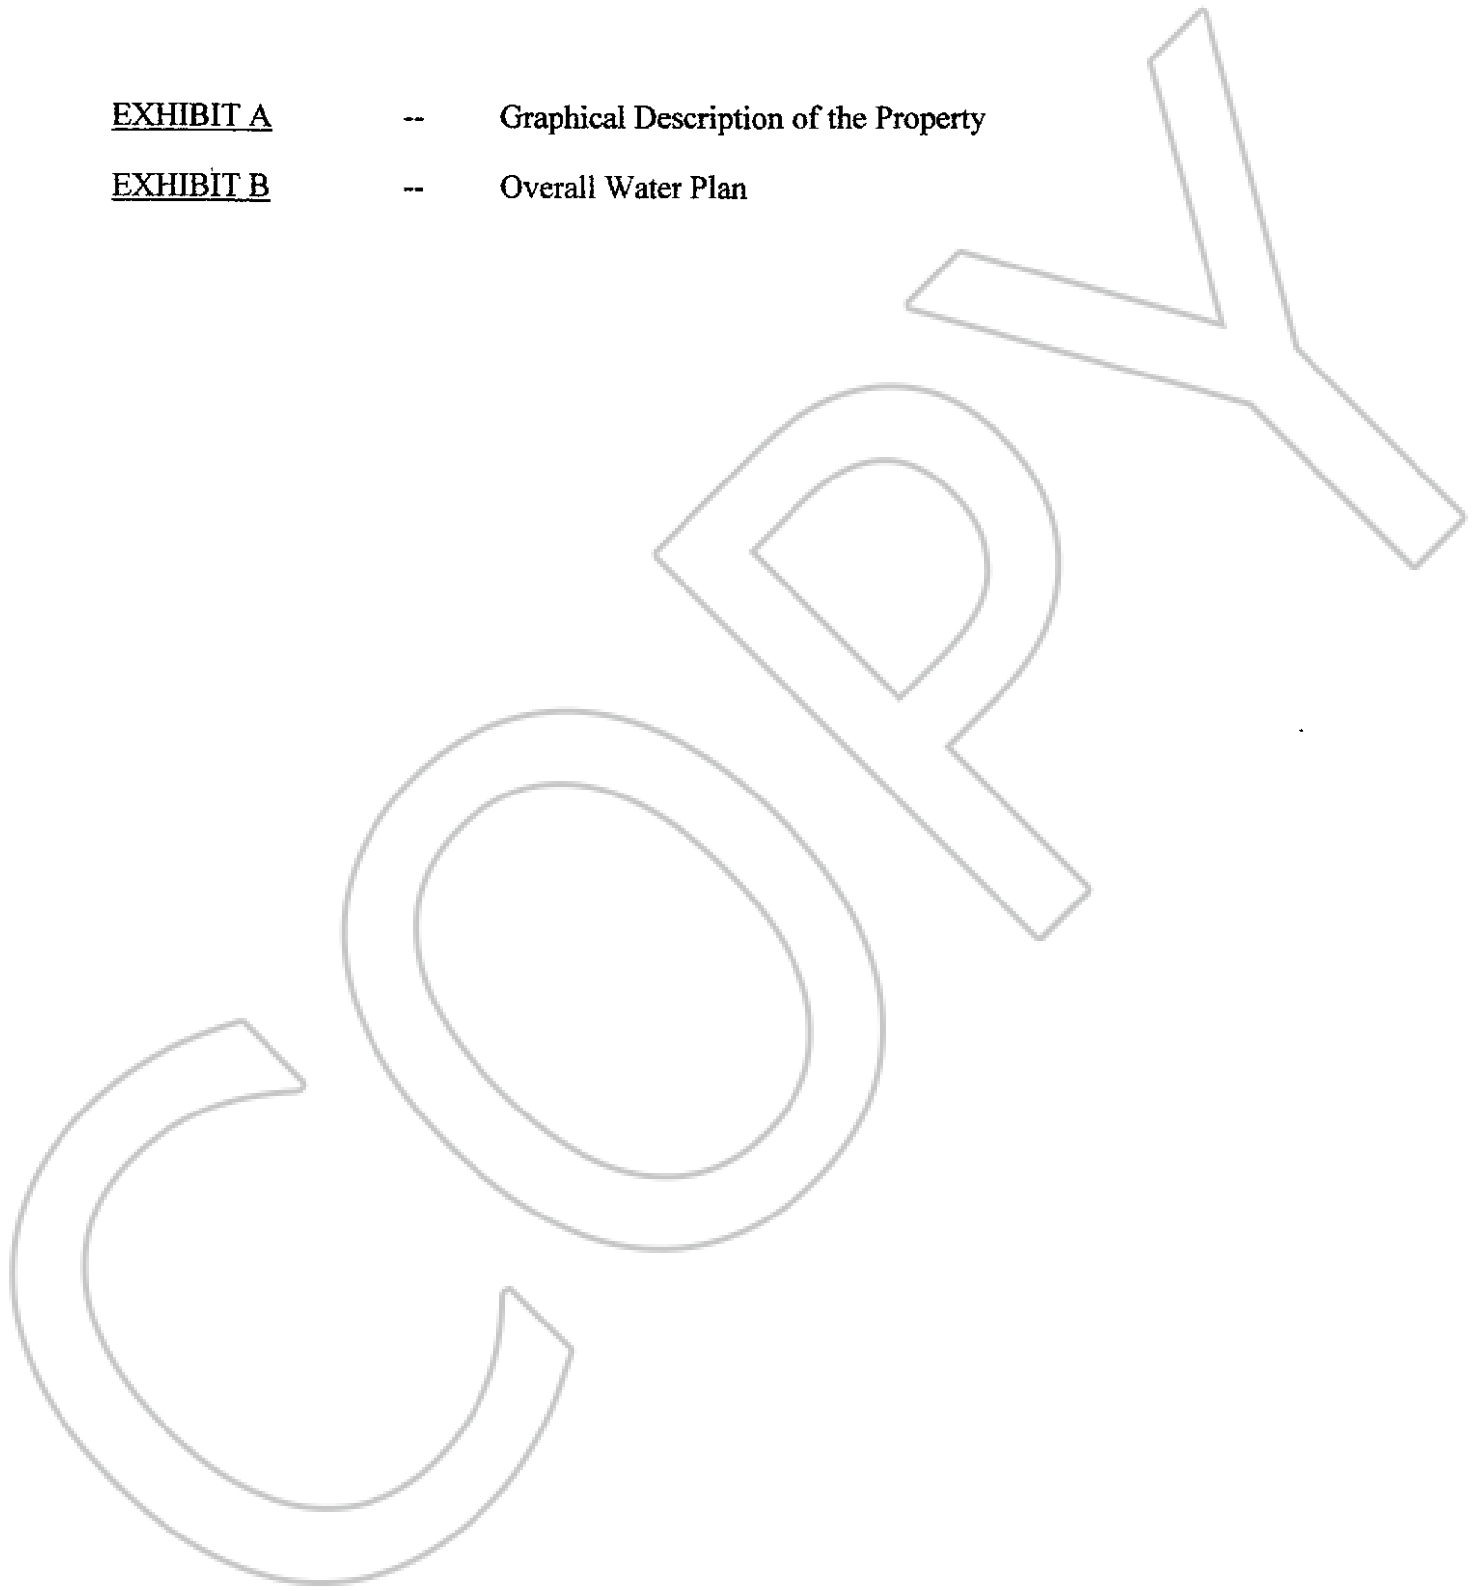 EXHIBIT A -- Graphical Description of the Property
EXHIBIT B -- Overall Water Plan
COPY